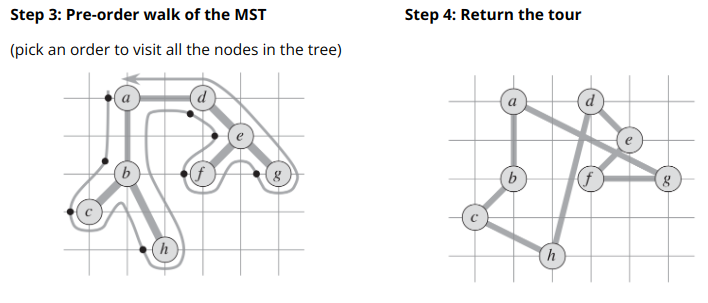 Step 3: Pre-order walk of the MST
(pick an order to visit all the nodes in the tree)
a
d
e
b
f
g
c
h
Step 4: Return the tour
a
d
e
b
f
g
c
h